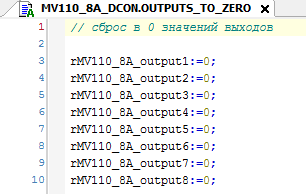 MV110_8A_DCON.OUTPUTS_TO_ZERO
1 // сброс в 0 значений выходов
2
3 rMV110_8A_output1:=0;
4 rMV110_8A_output2:=0;
5 rMV110_8A_output3:=0;
6 rMV110_8A_output4:=0;
7 rMV110_8A_output5:=0;
8 rMV110_8A_output6:=0;
9 rMV110_8A_output7:=0;
10 rMV110_8A_output8:=0;